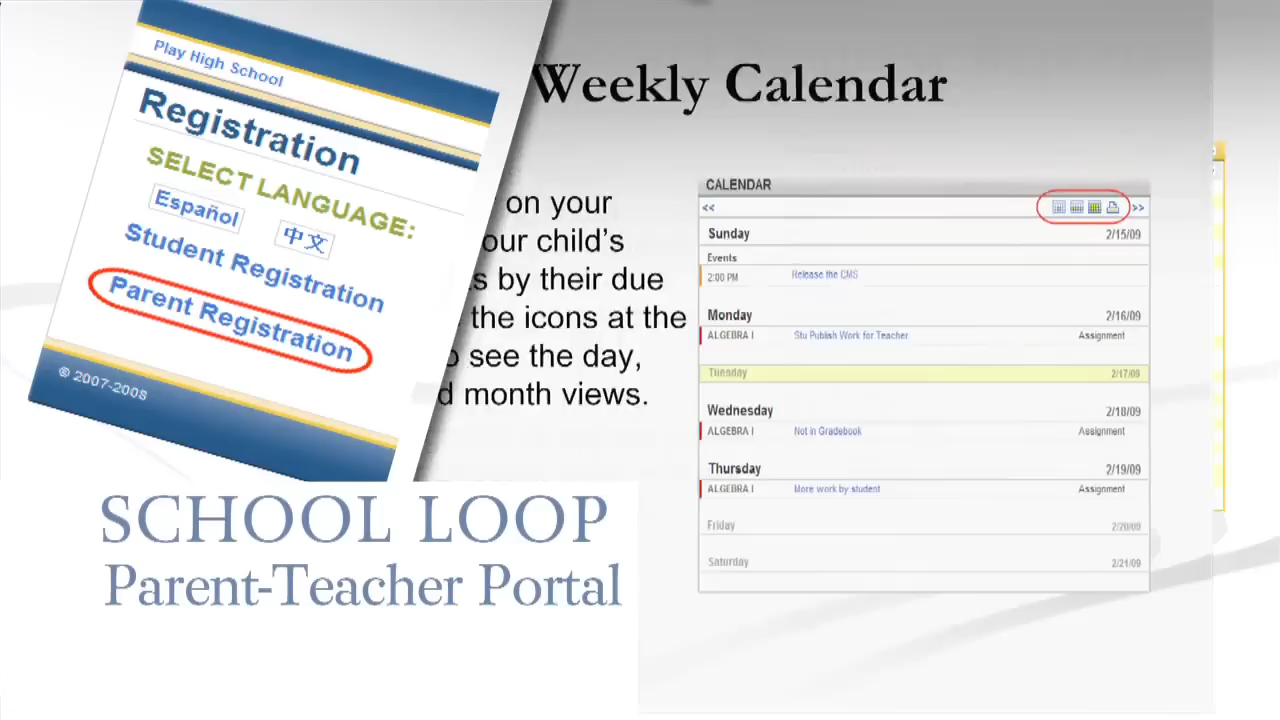 Play High School
Registration
SELECT LANGUAGE:
Español
中文
Student Registration
Parent Registration
© 2007-2008
Weekly Calendar
on your
our child's
by their due
the icons at the
see the day,
month views.
CALENDAR
<< >>
Sunday 2/15/09
Events
2:00 PM Release the CMS
Monday 2/16/09
ALGEBRA I Stu Publish Work for Teacher Assignment
Tuesday 2/17/09
Wednesday 2/18/09
ALGEBRA I Not in Gradebook Assignment
Thursday 2/19/09
ALGEBRA I More work by student Assignment
Friday 2/20/09
Saturday 2/21/09
SCHOOL LOOP
Parent-Teacher Portal